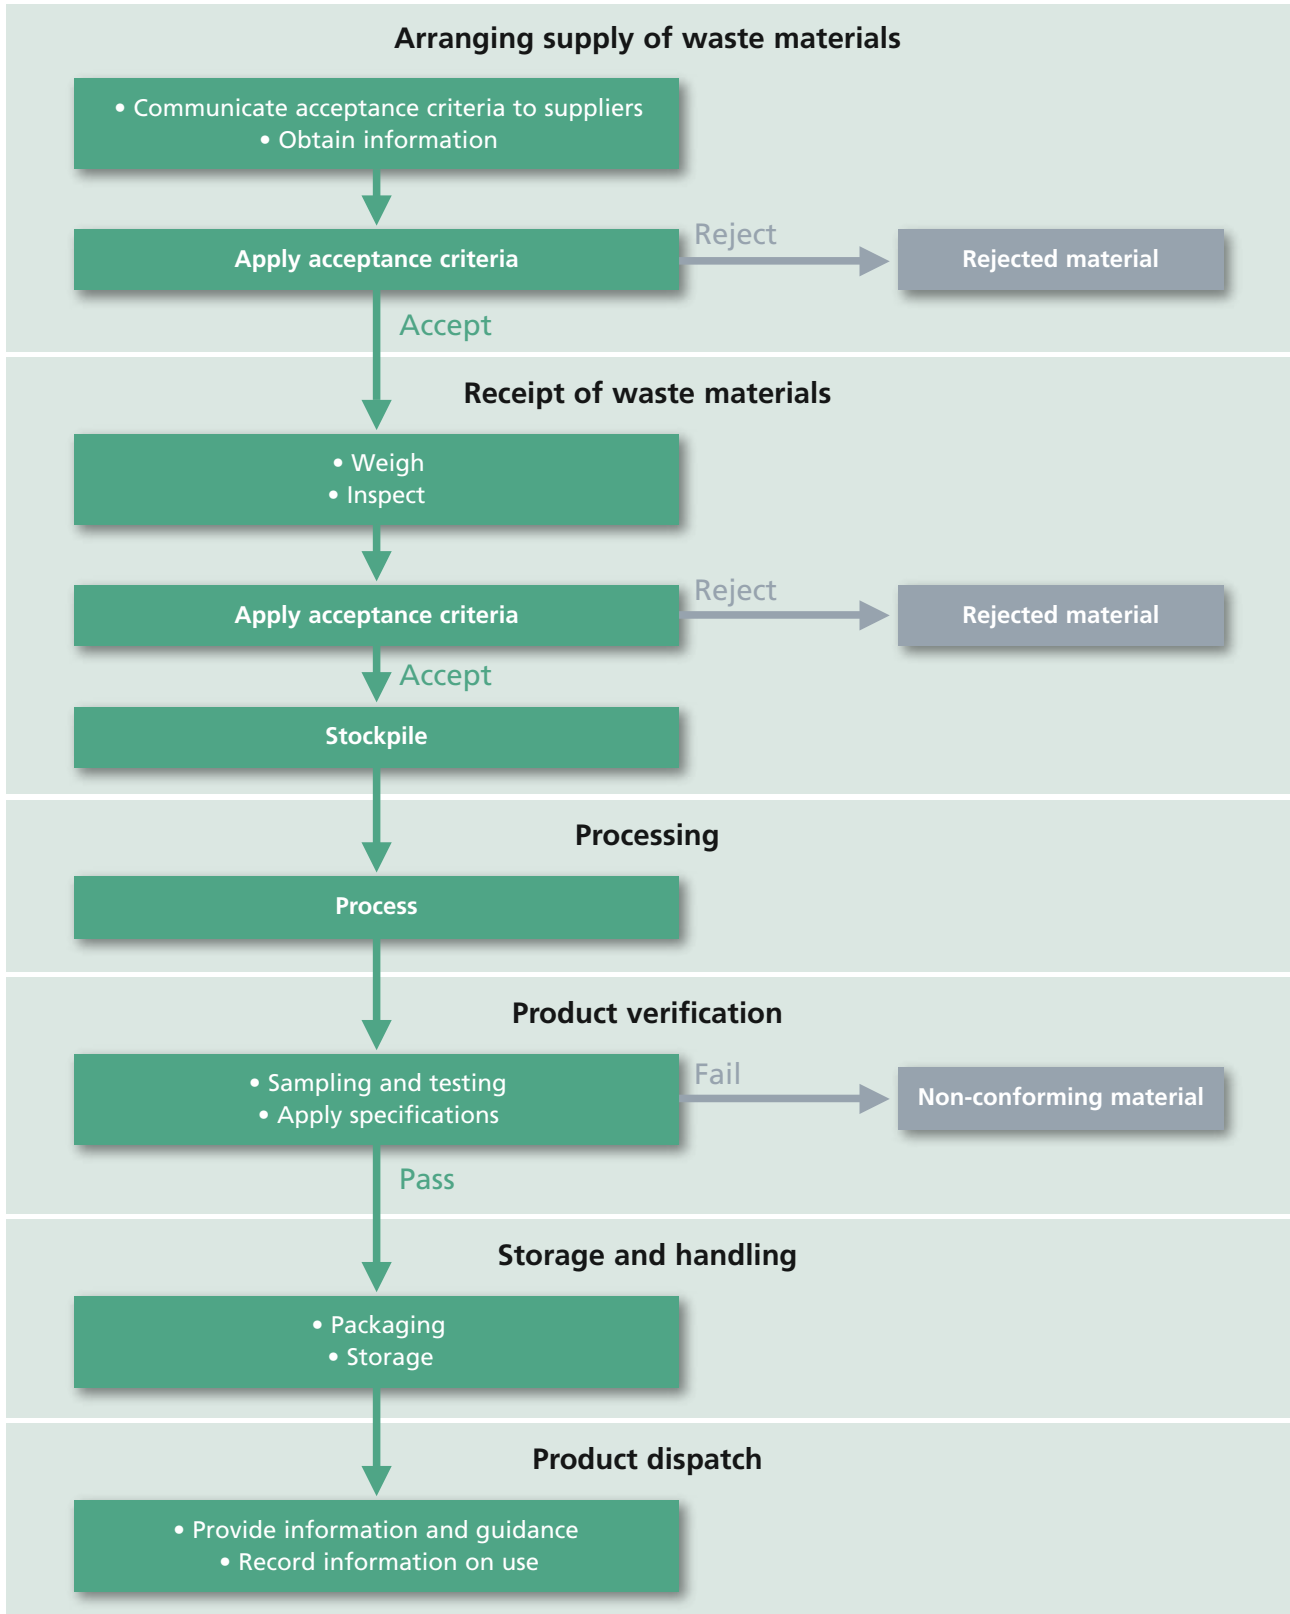 Arranging supply of waste materials
• Communicate acceptance criteria to suppliers
• Obtain information
Apply acceptance criteria
Reject
Rejected material
Accept
Receipt of waste materials
• Weigh
• Inspect
Apply acceptance criteria
Reject
Rejected material
Accept
Stockpile
Processing
Process
Product verification
• Sampling and testing
• Apply specifications
Fail
Non-conforming material
Pass
Storage and handling
• Packaging
• Storage
Product dispatch
• Provide information and guidance
• Record information on use